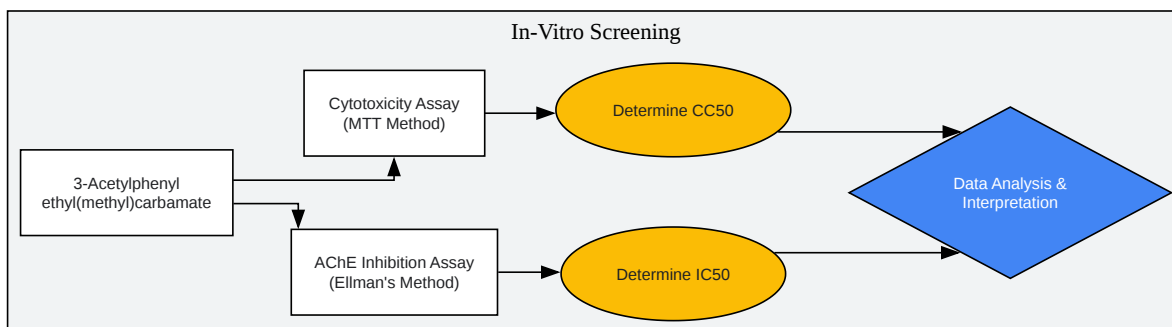 In-Vitro Screening
Cytotoxicity Assay
(MTT Method)
Determine CC50
3-Acetylphenyl
ethyl(methyl)carbamate
Data Analysis &
Interpretation
AChE Inhibition Assay
(Ellman's Method)
Determine IC50